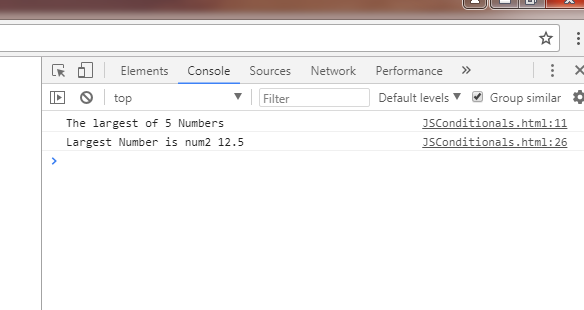 Elements Console Sources Network Performance »
top Filter Default levels Group similar
The largest of 5 Numbers JSConditionals.html:11
Largest Number is num2 12.5 JSConditionals.html:26